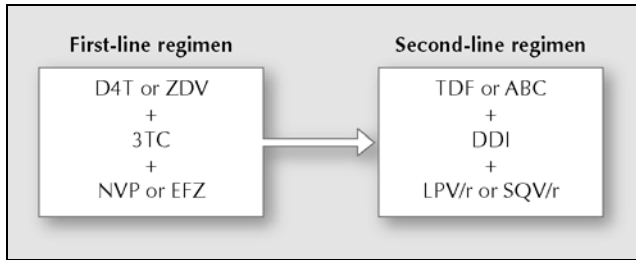 First-line regimen
D4T or ZDV
+
3TC
+
NVP or EFZ
Second-line regimen
TDF or ABC
+
DDI
+
LPV/r or SQV/r